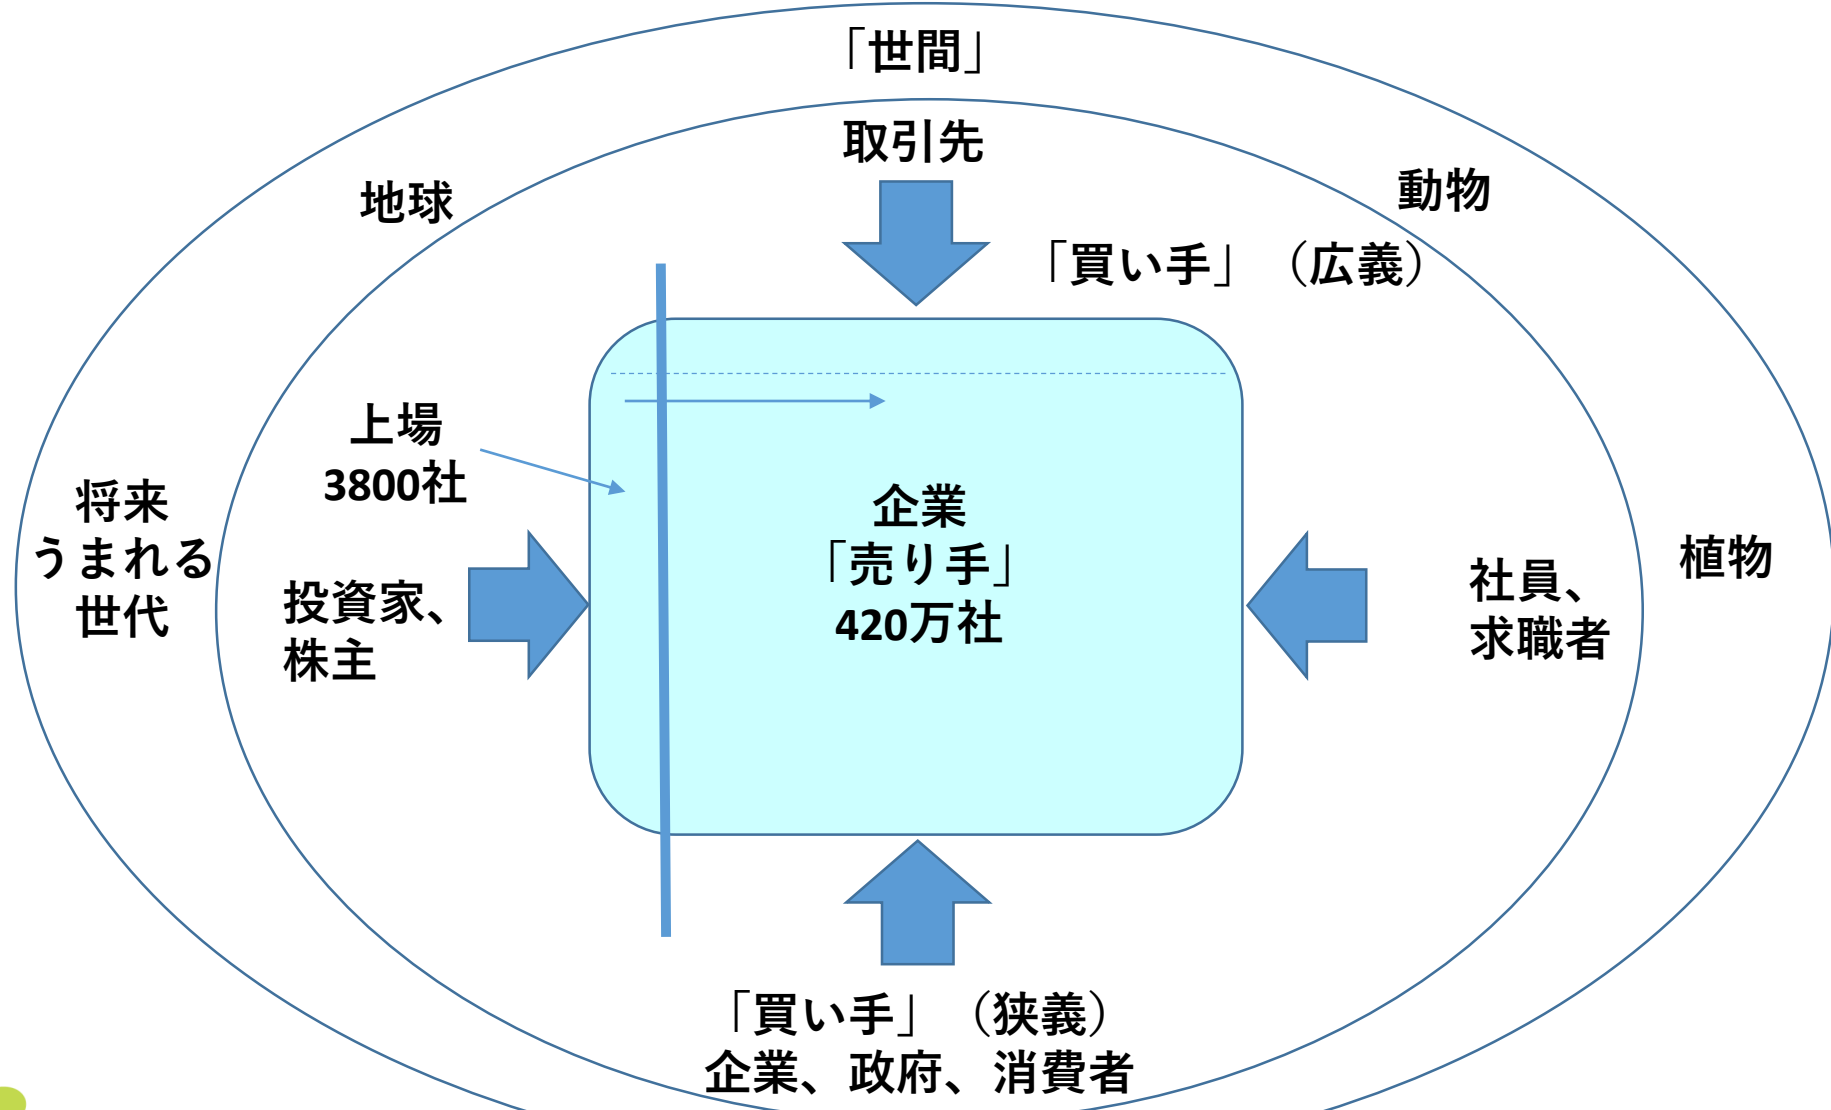 「世間」
取引先
地球
動物
「買い手」（広義）
上場
3800社
将来
うまれる
世代
企業
「売り手」
420万社
投資家、
株主
社員、
求職者
植物
「買い手」（狭義）
企業、政府、消費者